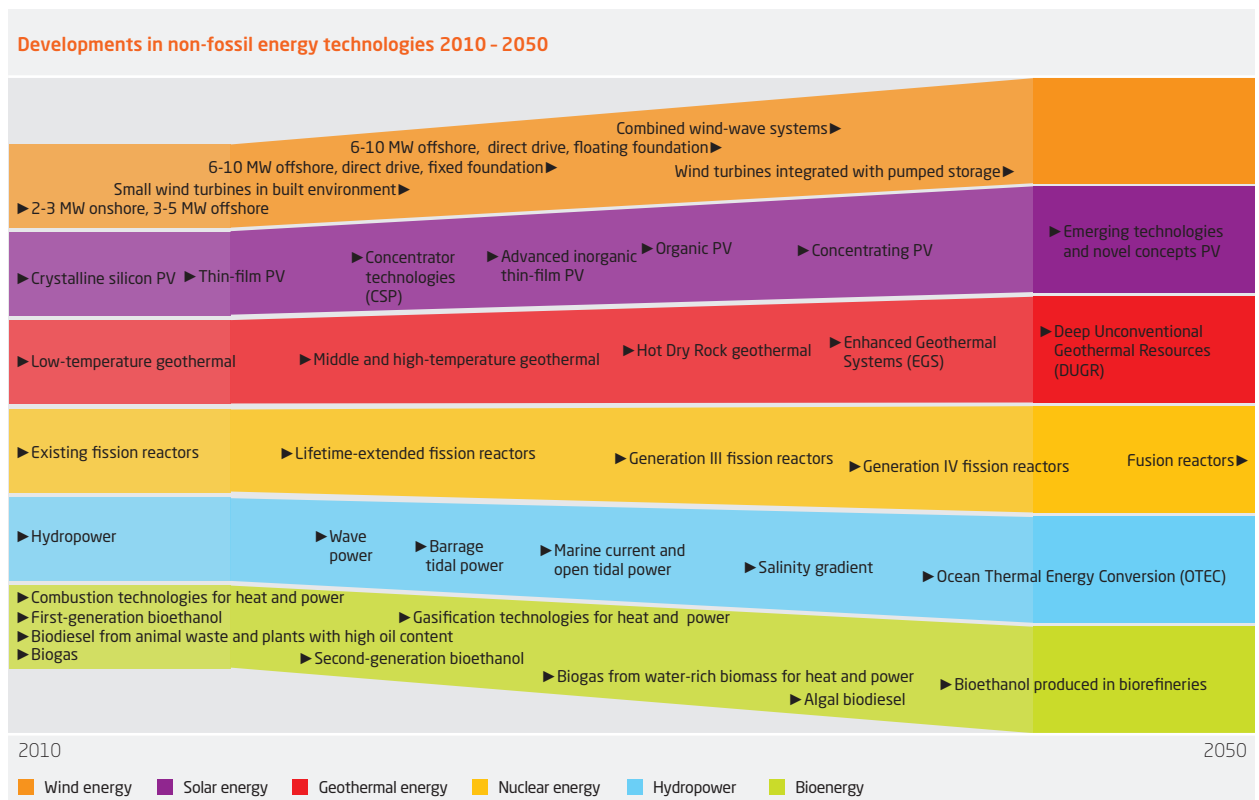 Developments in non-fossil energy technologies 2010 – 2050
Combined wind-wave systems ►
6-10 MW offshore, direct drive, floating foundation ►
6-10 MW offshore, direct drive, fixed foundation ►
Wind turbines integrated with pumped storage ►
Small wind turbines in built environment ►
► 2-3 MW onshore, 3-5 MW offshore
► Crystalline silicon PV
► Thin-film PV
► Concentrator
technologies
(CSP)
► Advanced inorganic
thin-film PV
► Organic PV
► Concentrating PV
► Emerging technologies
and novel concepts PV
► Low-temperature geothermal
► Middle and high-temperature geothermal
► Hot Dry Rock geothermal
► Enhanced Geothermal
Systems (EGS)
► Deep Unconventional
Geothermal Resources
(DUGR)
► Existing fission reactors
► Lifetime-extended fission reactors
► Generation III fission reactors
► Generation IV fission reactors
Fusion reactors ►
► Hydropower
► Wave
power
► Barrage
tidal power
► Marine current and
open tidal power
► Salinity gradient
► Ocean Thermal Energy Conversion (OTEC)
► Combustion technologies for heat and power
► First-generation bioethanol
► Gasification technologies for heat and power
► Biodiesel from animal waste and plants with high oil content
► Biogas
► Second-generation bioethanol
► Biogas from water-rich biomass for heat and power
► Algal biodiesel
► Bioethanol produced in biorefineries
2010
2050
Wind energy
Solar energy
Geothermal energy
Nuclear energy
Hydropower
Bioenergy